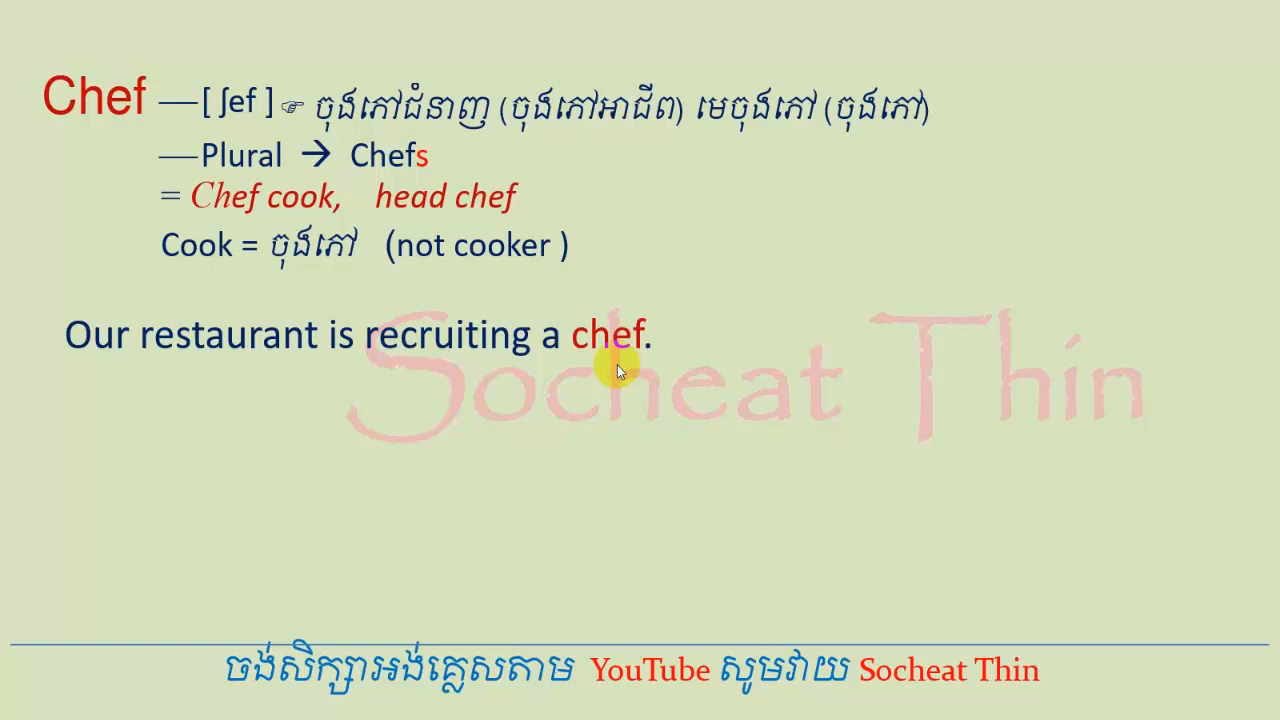 Chef —[ ʃef ]☞ ចុងភៅជំនាញ (ចុងភៅអាជីព) មេចុងភៅ (ចុងភៅ)
—Plural → Chefs
= Chef cook, head chef
Cook = ចុងភៅ (not cooker )
Our restaurant is recruiting a chef.
Socheat Thin
ចង់សិក្សាអង់គ្លេសតាម YouTube សូមវាយ Socheat Thin